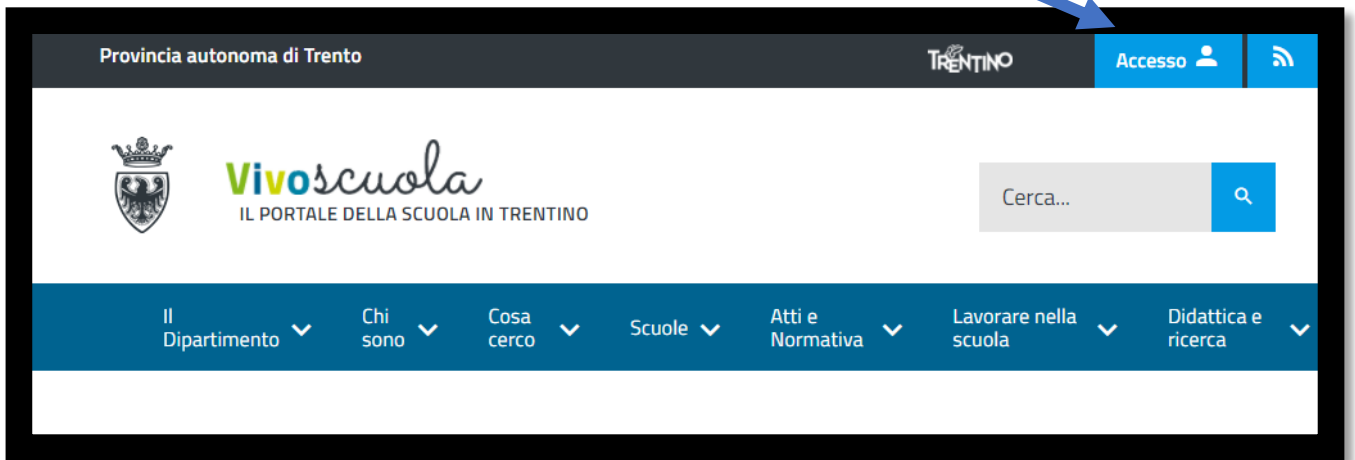 Provincia autonoma di Trento
TRENTINO
Accesso
Vivoscuola
IL PORTALE DELLA SCUOLA IN TRENTINO
Cerca...
Il
Dipartimento
Chi
sono
Cosa
cerco
Scuole
Atti e
Normativa
Lavorare nella
scuola
Didattica e
ricerca